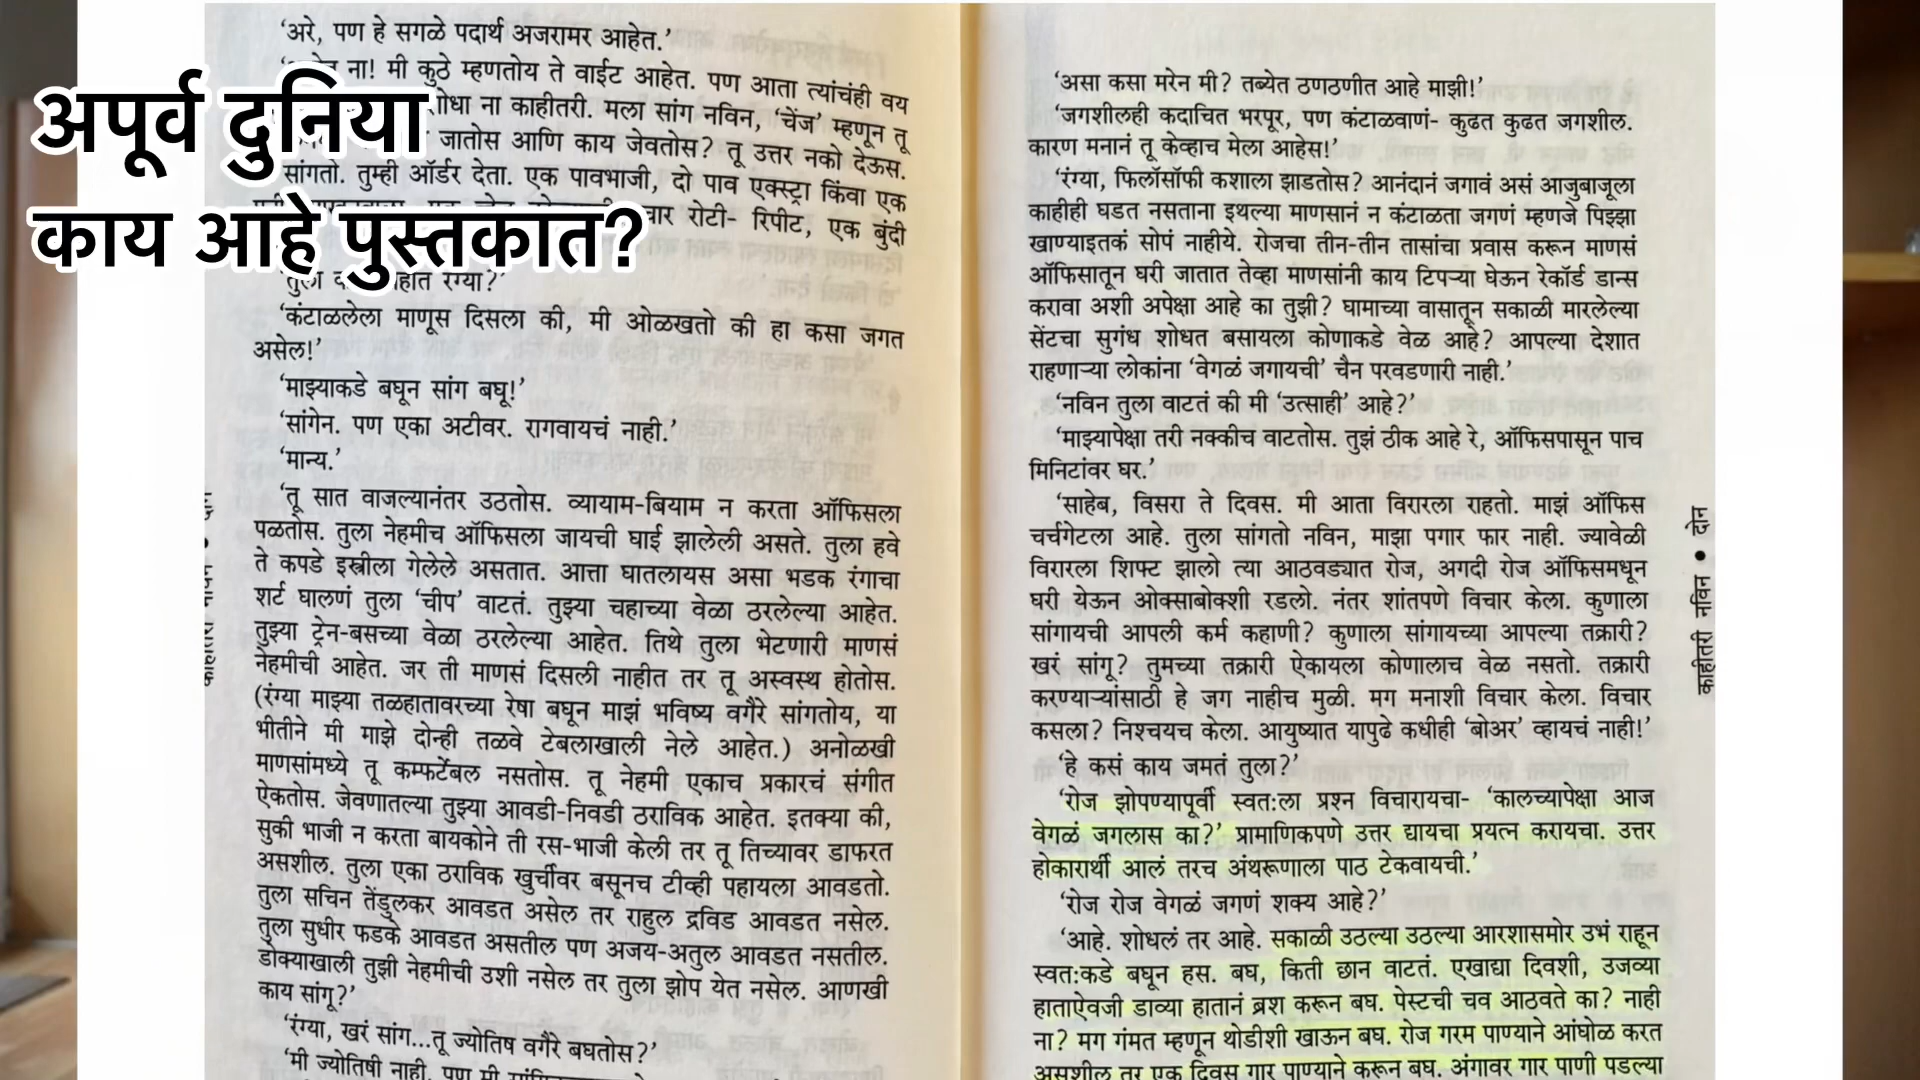 अपूर्व दुनिया
काय आहे पुस्तकात?
‘अरे, पण हे सगळे पदार्थ अजरामर आहेत.’
ना! मी कुठे म्हणतोय ते वाईट आहेत. पण आता त्यांचंही वय
काहीतरी. मला सांग नविन, ‘चेंज’ म्हणून तू
जातोस आणि काय जेवतोस? तू उत्तर नको देऊस.
सांगतो. तुम्ही ऑर्डर देता. एक पावभाजी, दो पाव एक्स्ट्रा किंवा एक
चार रोटी- रिपीट, एक बुंदी
रंग्या?’
‘कंटाळलेला माणूस दिसला की, मी ओळखतो की हा कसा जगत
असेल!’
‘माझ्याकडे बघून सांग बघू!’
‘सांगेन. पण एका अटीवर. रागवायचं नाही.’
‘मान्य.’
‘तू सात वाजल्यानंतर उठतोस. व्यायाम-बियाम न करता ऑफिसला
पळतोस. तुला नेहमीच ऑफिसला जायची घाई झालेली असते. तुला हवे
ते कपडे इस्त्रीला गेलेले असतात. आत्ता घातलायस असा भडक रंगाचा
शर्ट घालणं तुला ‘चीप’ वाटतं. तुझ्या चहाच्या वेळा ठरलेल्या आहेत.
तुझ्या ट्रेन-बसच्या वेळा ठरलेल्या आहेत. तिथे तुला भेटणारी माणसं
नेहमीची आहेत. जर ती माणसं दिसली नाहीत तर तू अस्वस्थ होतोस.
(रंग्या माझ्या तळहातावरच्या रेषा बघून माझं भविष्य वगैरे सांगतोय, या
भीतीने मी माझे दोन्ही तळवे टेबलाखाली नेले आहेत.) अनोळखी
माणसांमध्ये तू कम्फर्टेबल नसतोस. तू नेहमी एकाच प्रकारचं संगीत
ऐकतोस. जेवणातल्या तुझ्या आवडी-निवडी ठराविक आहेत. इतक्या की,
सुकी भाजी न करता बायकोने ती रस-भाजी केली तर तू तिच्यावर डाफरत
असशील. तुला एका ठराविक खुर्चीवर बसूनच टीव्ही पहायला आवडतो.
तुला सचिन तेंडुलकर आवडत असेल तर राहुल द्रविड आवडत नसेल.
तुला सुधीर फडके आवडत असतील पण अजय-अतुल आवडत नसतील.
डोक्याखाली तुझी नेहमीची उशी नसेल तर तुला झोप येत नसेल. आणखी
काय सांगू?’
‘रंग्या, खरं सांग...तू ज्योतिष वगैरे बघतोस?’
‘मी ज्योतिषी नाही. पण मी
‘असा कसा मरेन मी? तब्येत ठणठणीत आहे माझी!’
‘जगशीलही कदाचित भरपूर, पण कंटाळवाणं- कुढत कुढत जगशील.
कारण मनानं तू केव्हाच मेला आहेस!’
‘रंग्या, फिलॉसॉफी कशाला झाडतोस? आनंदानं जगावं असं आजुबाजूला
काहीही घडत नसताना इथल्या माणसानं न कंटाळता जगणं म्हणजे पिझ्झा
खाण्याइतकं सोपं नाहीये. रोजचा तीन-तीन तासांचा प्रवास करून माणसं
ऑफिसातून घरी जातात तेव्हा माणसांनी काय टिपऱ्या घेऊन रेकॉर्ड डान्स
करावा अशी अपेक्षा आहे का तुझी? घामाच्या वासातून सकाळी मारलेल्या
सेंटचा सुगंध शोधत बसायला कोणाकडे वेळ आहे? आपल्या देशात
राहणाऱ्या लोकांना ‘वेगळं जगायची’ चैन परवडणारी नाही.’
‘नविन तुला वाटतं की मी ‘उत्साही’ आहे?’
‘माझ्यापेक्षा तरी नक्कीच वाटतोस. तुझं ठीक आहे रे, ऑफिसपासून पाच
मिनिटांवर घर.’
‘साहेब, विसरा ते दिवस. मी आता विरारला राहतो. माझं ऑफिस
चर्चगेटला आहे. तुला सांगतो नविन, माझा पगार फार नाही. ज्यावेळी
विरारला शिफ्ट झालो त्या आठवड्यात रोज, अगदी रोज ऑफिसमधून
घरी येऊन ओक्साबोक्शी रडलो. नंतर शांतपणे विचार केला. कुणाला
सांगायची आपली कर्म कहाणी? कुणाला सांगायच्या आपल्या तक्रारी?
खरं सांगू? तुमच्या तक्रारी ऐकायला कोणालाच वेळ नसतो. तक्रारी
करण्याऱ्यांसाठी हे जग नाहीच मुळी. मग मनाशी विचार केला. विचार
कसला? निश्चयच केला. आयुष्यात यापुढे कधीही ‘बोअर’ व्हायचं नाही!’
‘हे कसं काय जमतं तुला?’
‘रोज झोपण्यापूर्वी स्वत:ला प्रश्न विचारायचा- ‘कालच्यापेक्षा आज
वेगळं जगलास का?’ प्रामाणिकपणे उत्तर द्यायचा प्रयत्न करायचा. उत्तर
होकारार्थी आलं तरच अंथरूणाला पाठ टेकवायची.’
‘रोज रोज वेगळं जगणं शक्य आहे?’
‘आहे. शोधलं तर आहे. सकाळी उठल्या उठल्या आरशासमोर उभं राहून
स्वत:कडे बघून हस. बघ, किती छान वाटतं. एखाद्या दिवशी, उजव्या
हाताऐवजी डाव्या हातानं ब्रश करून बघ. पेस्टची चव आठवते का? नाही
ना? मग गंमत म्हणून थोडीशी खाऊन बघ. रोज गरम पाण्याने आंघोळ करत
असशील तर एक दिवस गार पाण्याने करून बघ. अंगावर गार पाणी पडल्या
काहीतरी नविन • दोन